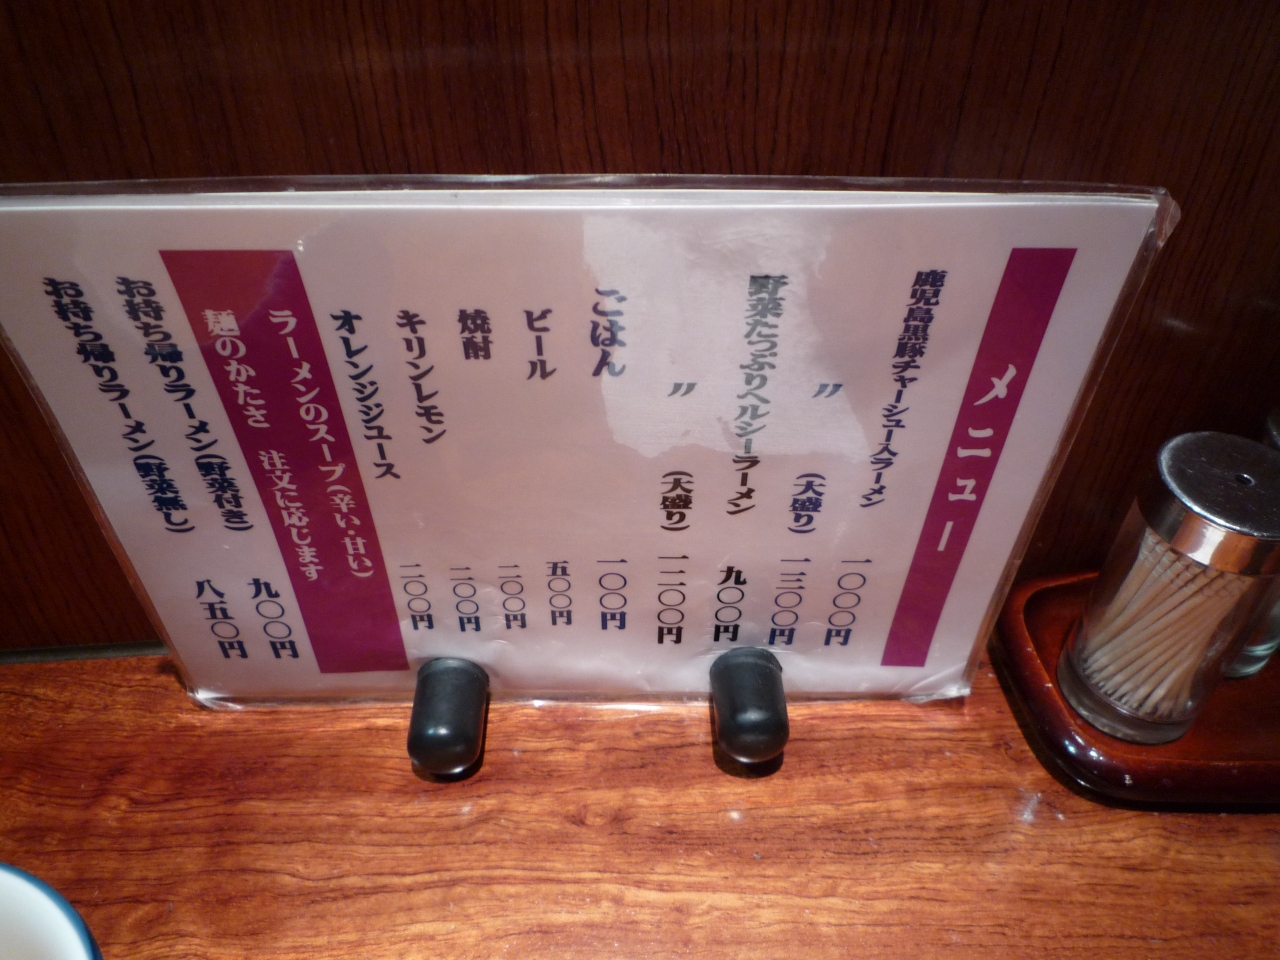 メニュー
鹿児島黒豚チャーシュー入ラーメン 一〇〇〇円
〃 (大盛り) 一三〇〇円
野菜たっぷりヘルシーラーメン 九〇〇円
〃 (大盛り) 一二〇〇円
ごはん 一〇〇円
ビール 五〇〇円
焼酎 二〇〇円
キリンレモン 二〇〇円
オレンジジュース 二〇〇円
ラーメンのスープ(辛い・甘い)
麺のかたさ 注文に応じます
お持ち帰りラーメン(野菜付き) 九〇〇円
お持ち帰りラーメン(野菜無し) 八五〇円